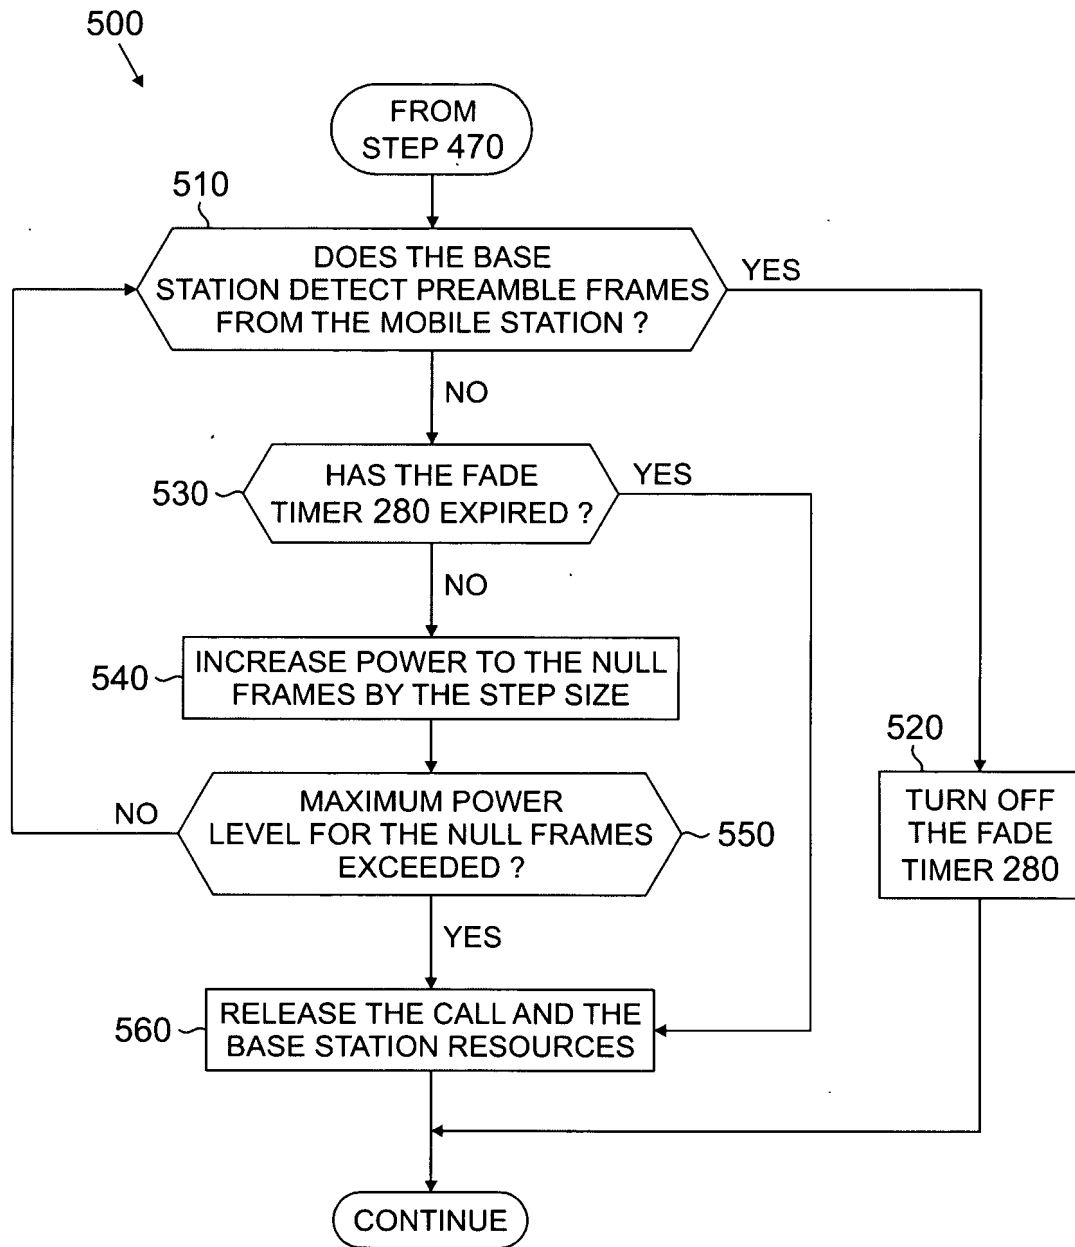 500
FROM
STEP 470
510
DOES THE BASE
STATION DETECT PREAMBLE FRAMES
FROM THE MOBILE STATION ?
YES
NO
530
HAS THE FADE
TIMER 280 EXPIRED ?
YES
NO
540
INCREASE POWER TO THE NULL
FRAMES BY THE STEP SIZE
520
TURN OFF
THE FADE
TIMER 280
NO
MAXIMUM POWER
LEVEL FOR THE NULL FRAMES
EXCEEDED ?
550
YES
560
RELEASE THE CALL AND THE
BASE STATION RESOURCES
CONTINUE